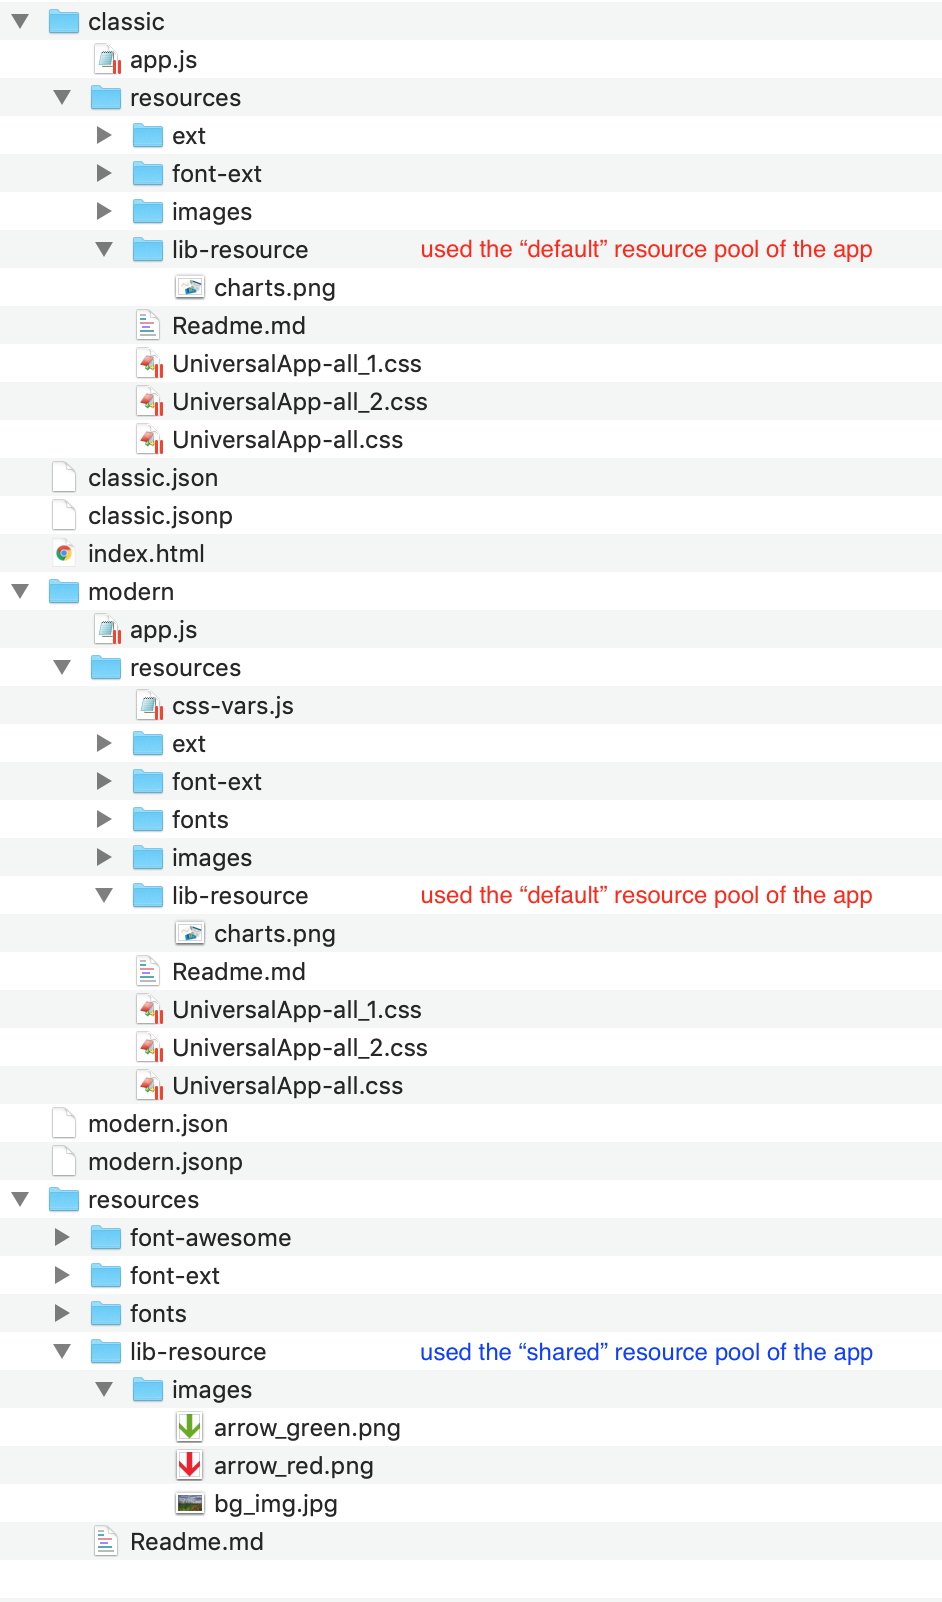 classic
app.js
resources
ext
font-ext
images
lib-resource used the “default” resource pool of the app
charts.png
Readme.md
UniversalApp-all_1.css
UniversalApp-all_2.css
UniversalApp-all.css
classic.json
classic.jsonp
index.html
modern
app.js
resources
css-vars.js
ext
font-ext
fonts
images
lib-resource used the “default” resource pool of the app
charts.png
Readme.md
UniversalApp-all_1.css
UniversalApp-all_2.css
UniversalApp-all.css
modern.json
modern.jsonp
resources
font-awesome
font-ext
fonts
lib-resource used the “shared” resource pool of the app
images
arrow_green.png
arrow_red.png
bg_img.jpg
Readme.md